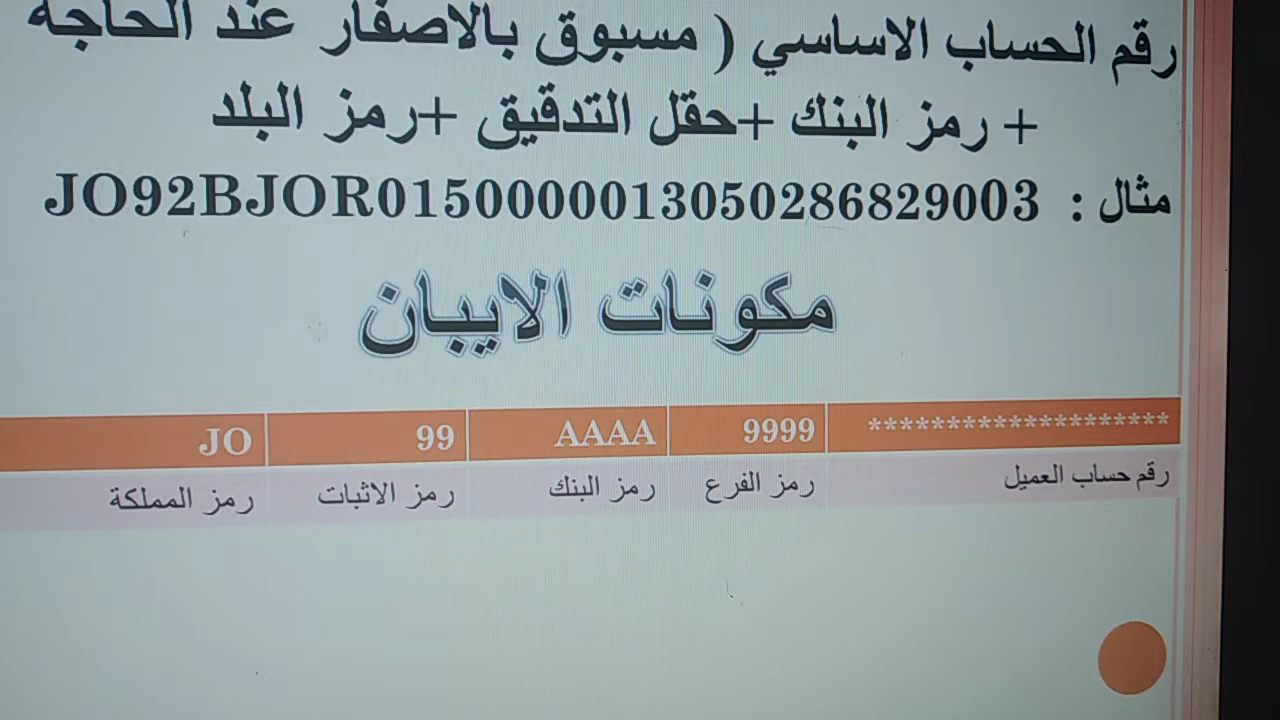 رقم الحساب الاساسي ( مسبوق بالاصفار عند الحاجه
+ رمز البنك +حقل التدقيق +رمز البلد
مثال : JO92BJOR0150000013050286829003
مكونات الايبان
******************** 9999 AAAA 99 JO
رقم حساب العميل رمز الفرع رمز البنك رمز الاثبات رمز المملكة